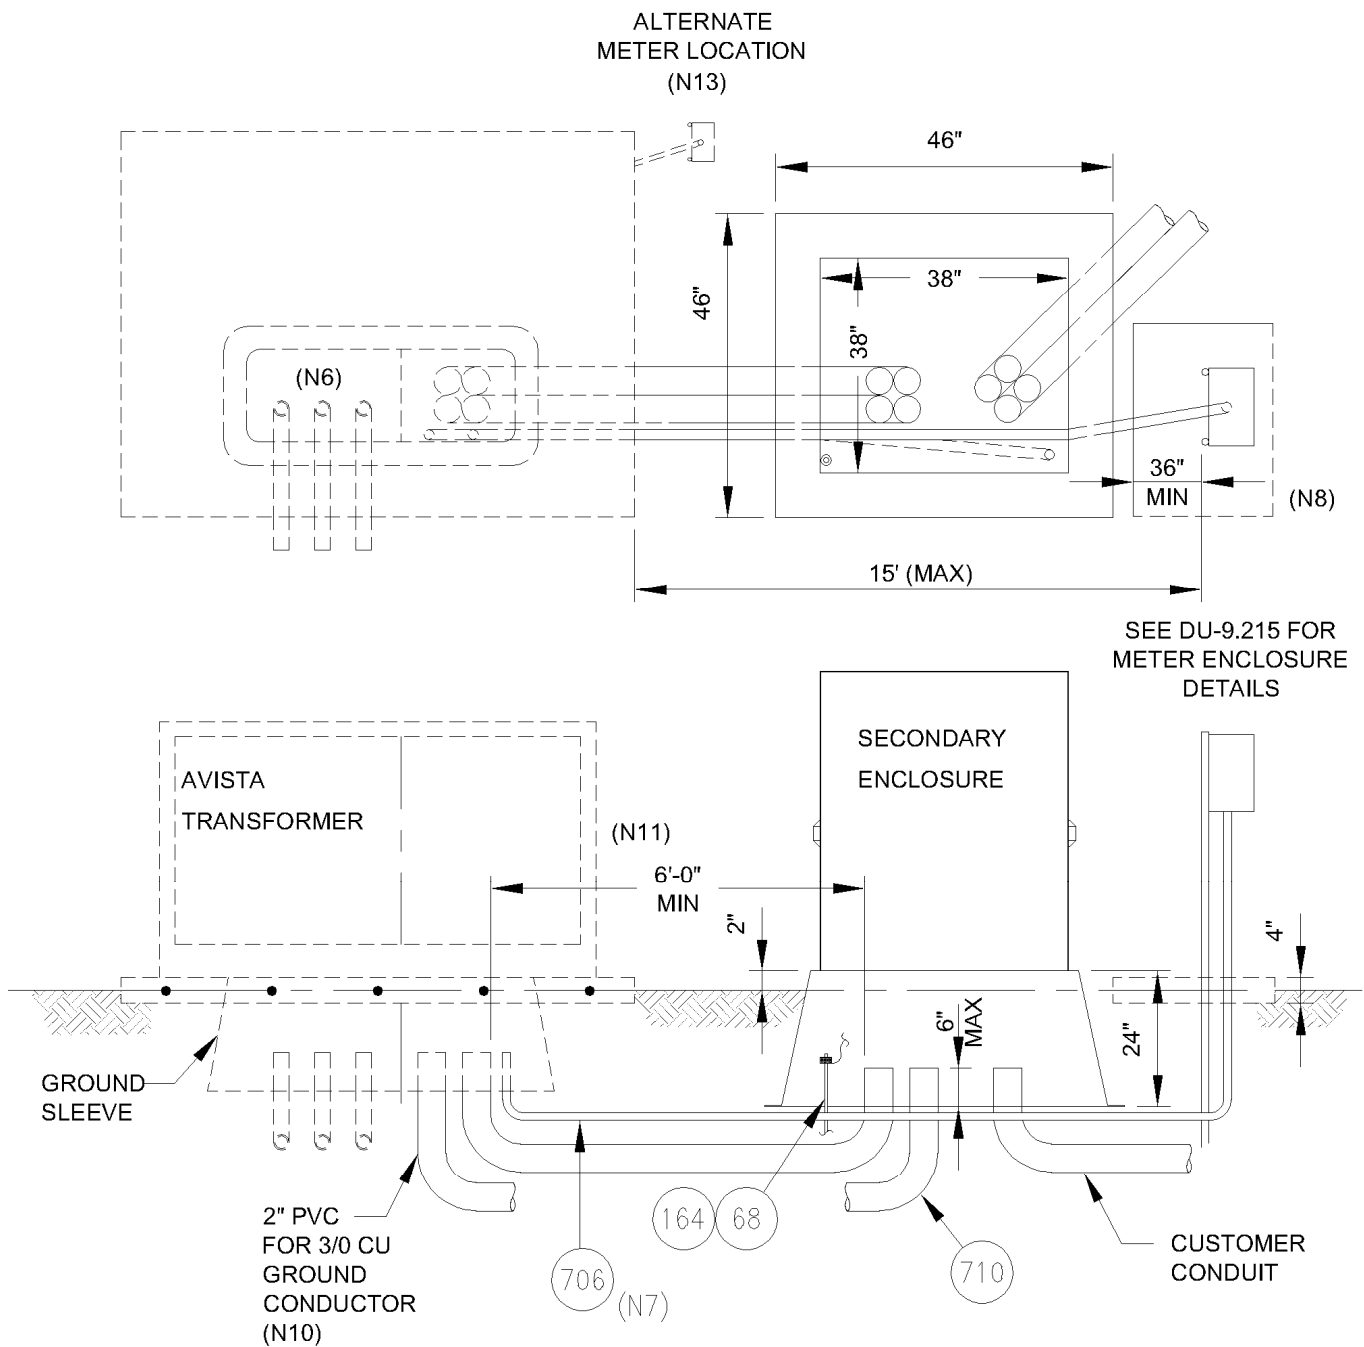 ALTERNATE
METER LOCATION
(N13)
46"
46"
38"
38"
(N6)
36"
MIN
(N8)
15' (MAX)
SEE DU-9.215 FOR
METER ENCLOSURE
DETAILS
AVISTA
TRANSFORMER
SECONDARY
ENCLOSURE
(N11)
6'-0"
MIN
2"
4"
6"
MAX
24"
GROUND
SLEEVE
2" PVC
FOR 3/0 CU
GROUND
CONDUCTOR
(N10)
164
68
706
(N7)
710
CUSTOMER
CONDUIT